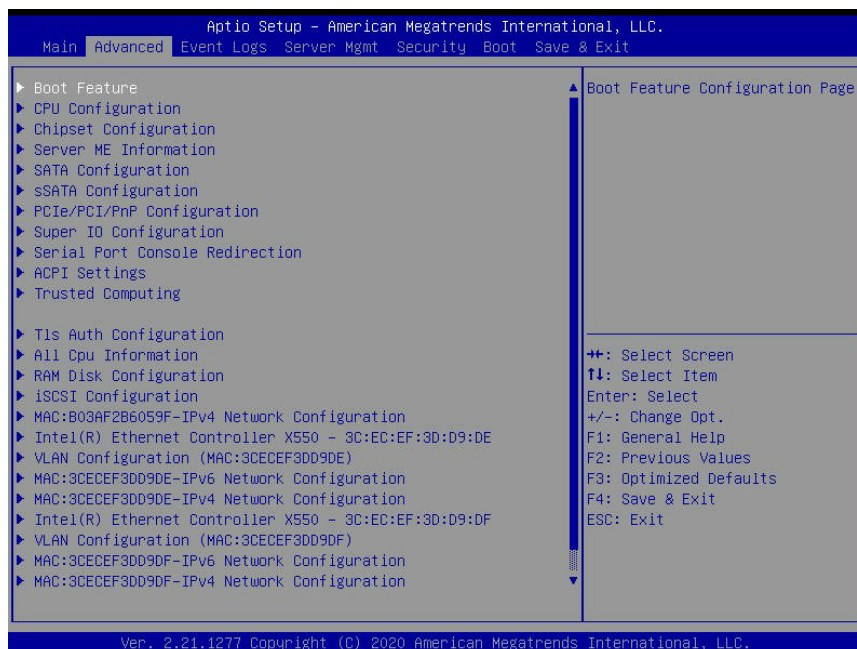 Aptio Setup – American Megatrends International, LLC.
Main Advanced Event Logs Server Mgmt Security Boot Save & Exit
Boot Feature
CPU Configuration
Chipset Configuration
Server ME Information
SATA Configuration
sSATA Configuration
PCIe/PCI/PnP Configuration
Super IO Configuration
Serial Port Console Redirection
ACPI Settings
Trusted Computing
Tls Auth Configuration
All Cpu Information
RAM Disk Configuration
iSCSI Configuration
MAC:B03AF2B6059F-IPv4 Network Configuration
Intel(R) Ethernet Controller X550 - 3C:EC:EF:3D:D9:DE
VLAN Configuration (MAC:3CECEF3DD9DE)
MAC:3CECEF3DD9DE-IPv6 Network Configuration
MAC:3CECEF3DD9DE-IPv4 Network Configuration
Intel(R) Ethernet Controller X550 - 3C:EC:EF:3D:D9:DF
VLAN Configuration (MAC:3CECEF3DD9DF)
MAC:3CECEF3DD9DF-IPv6 Network Configuration
MAC:3CECEF3DD9DF-IPv4 Network Configuration
Boot Feature Configuration Page
→←: Select Screen
↑↓: Select Item
Enter: Select
+/-: Change Opt.
F1: General Help
F2: Previous Values
F3: Optimized Defaults
F4: Save & Exit
ESC: Exit
Ver. 2.21.1277 Copyright (C) 2020 American Megatrends International, LLC.